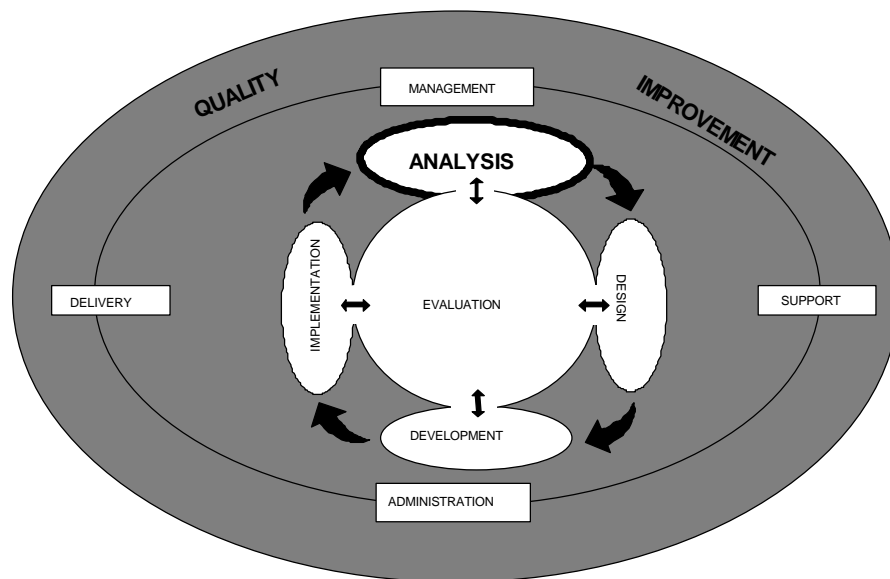 QUALITY
IMPROVEMENT
MANAGEMENT
ANALYSIS
IMPLEMENTATION
DESIGN
DELIVERY
EVALUATION
SUPPORT
DEVELOPMENT
ADMINISTRATION